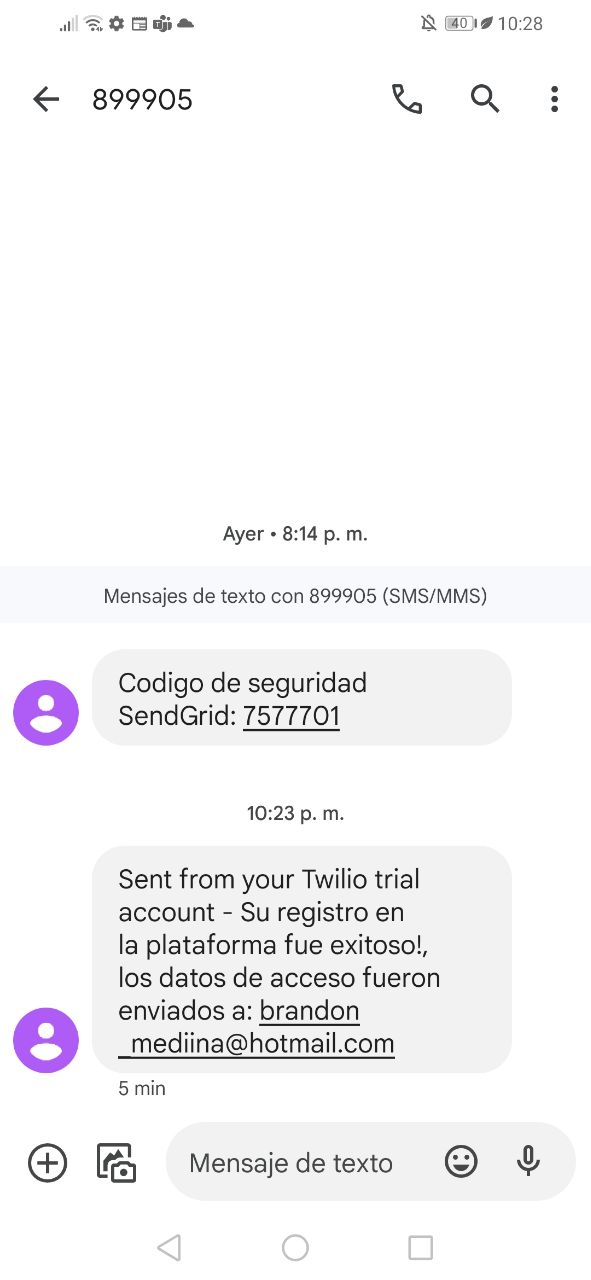 40 10:28
899905
Ayer • 8:14 p. m.
Mensajes de texto con 899905 (SMS/MMS)
Codigo de seguridad
SendGrid: 7577701
10:23 p. m.
Sent from your Twilio trial
account - Su registro en
la plataforma fue exitoso!,
los datos de acceso fueron
enviados a: brandon
_mediina@hotmail.com
5 min
Mensaje de texto